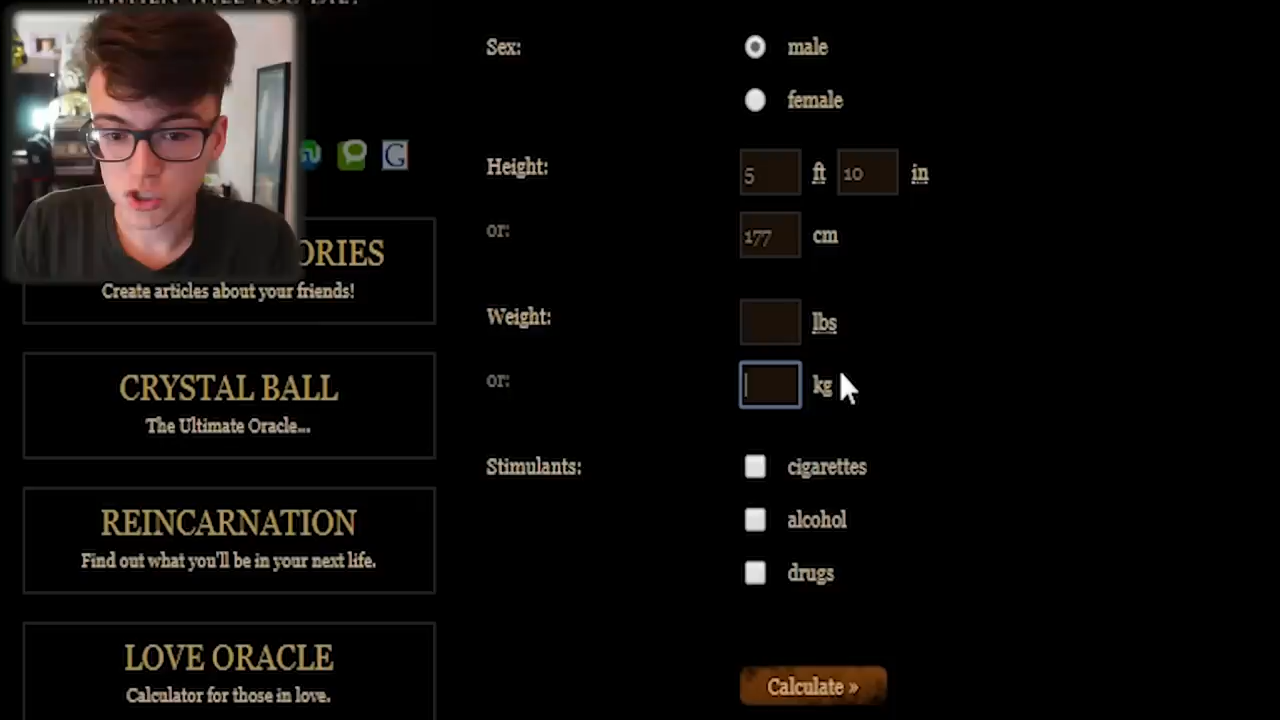 Sex:
male
female
Height:
5 ft 10 in
or:
177 cm
Weight:
lbs
or:
kg
Stimulants:
cigarettes
alcohol
drugs
Calculate »
G
ORIES
Create articles about your friends!
CRYSTAL BALL
The Ultimate Oracle...
REINCARNATION
Find out what you'll be in your next life.
LOVE ORACLE
Calculator for those in love.